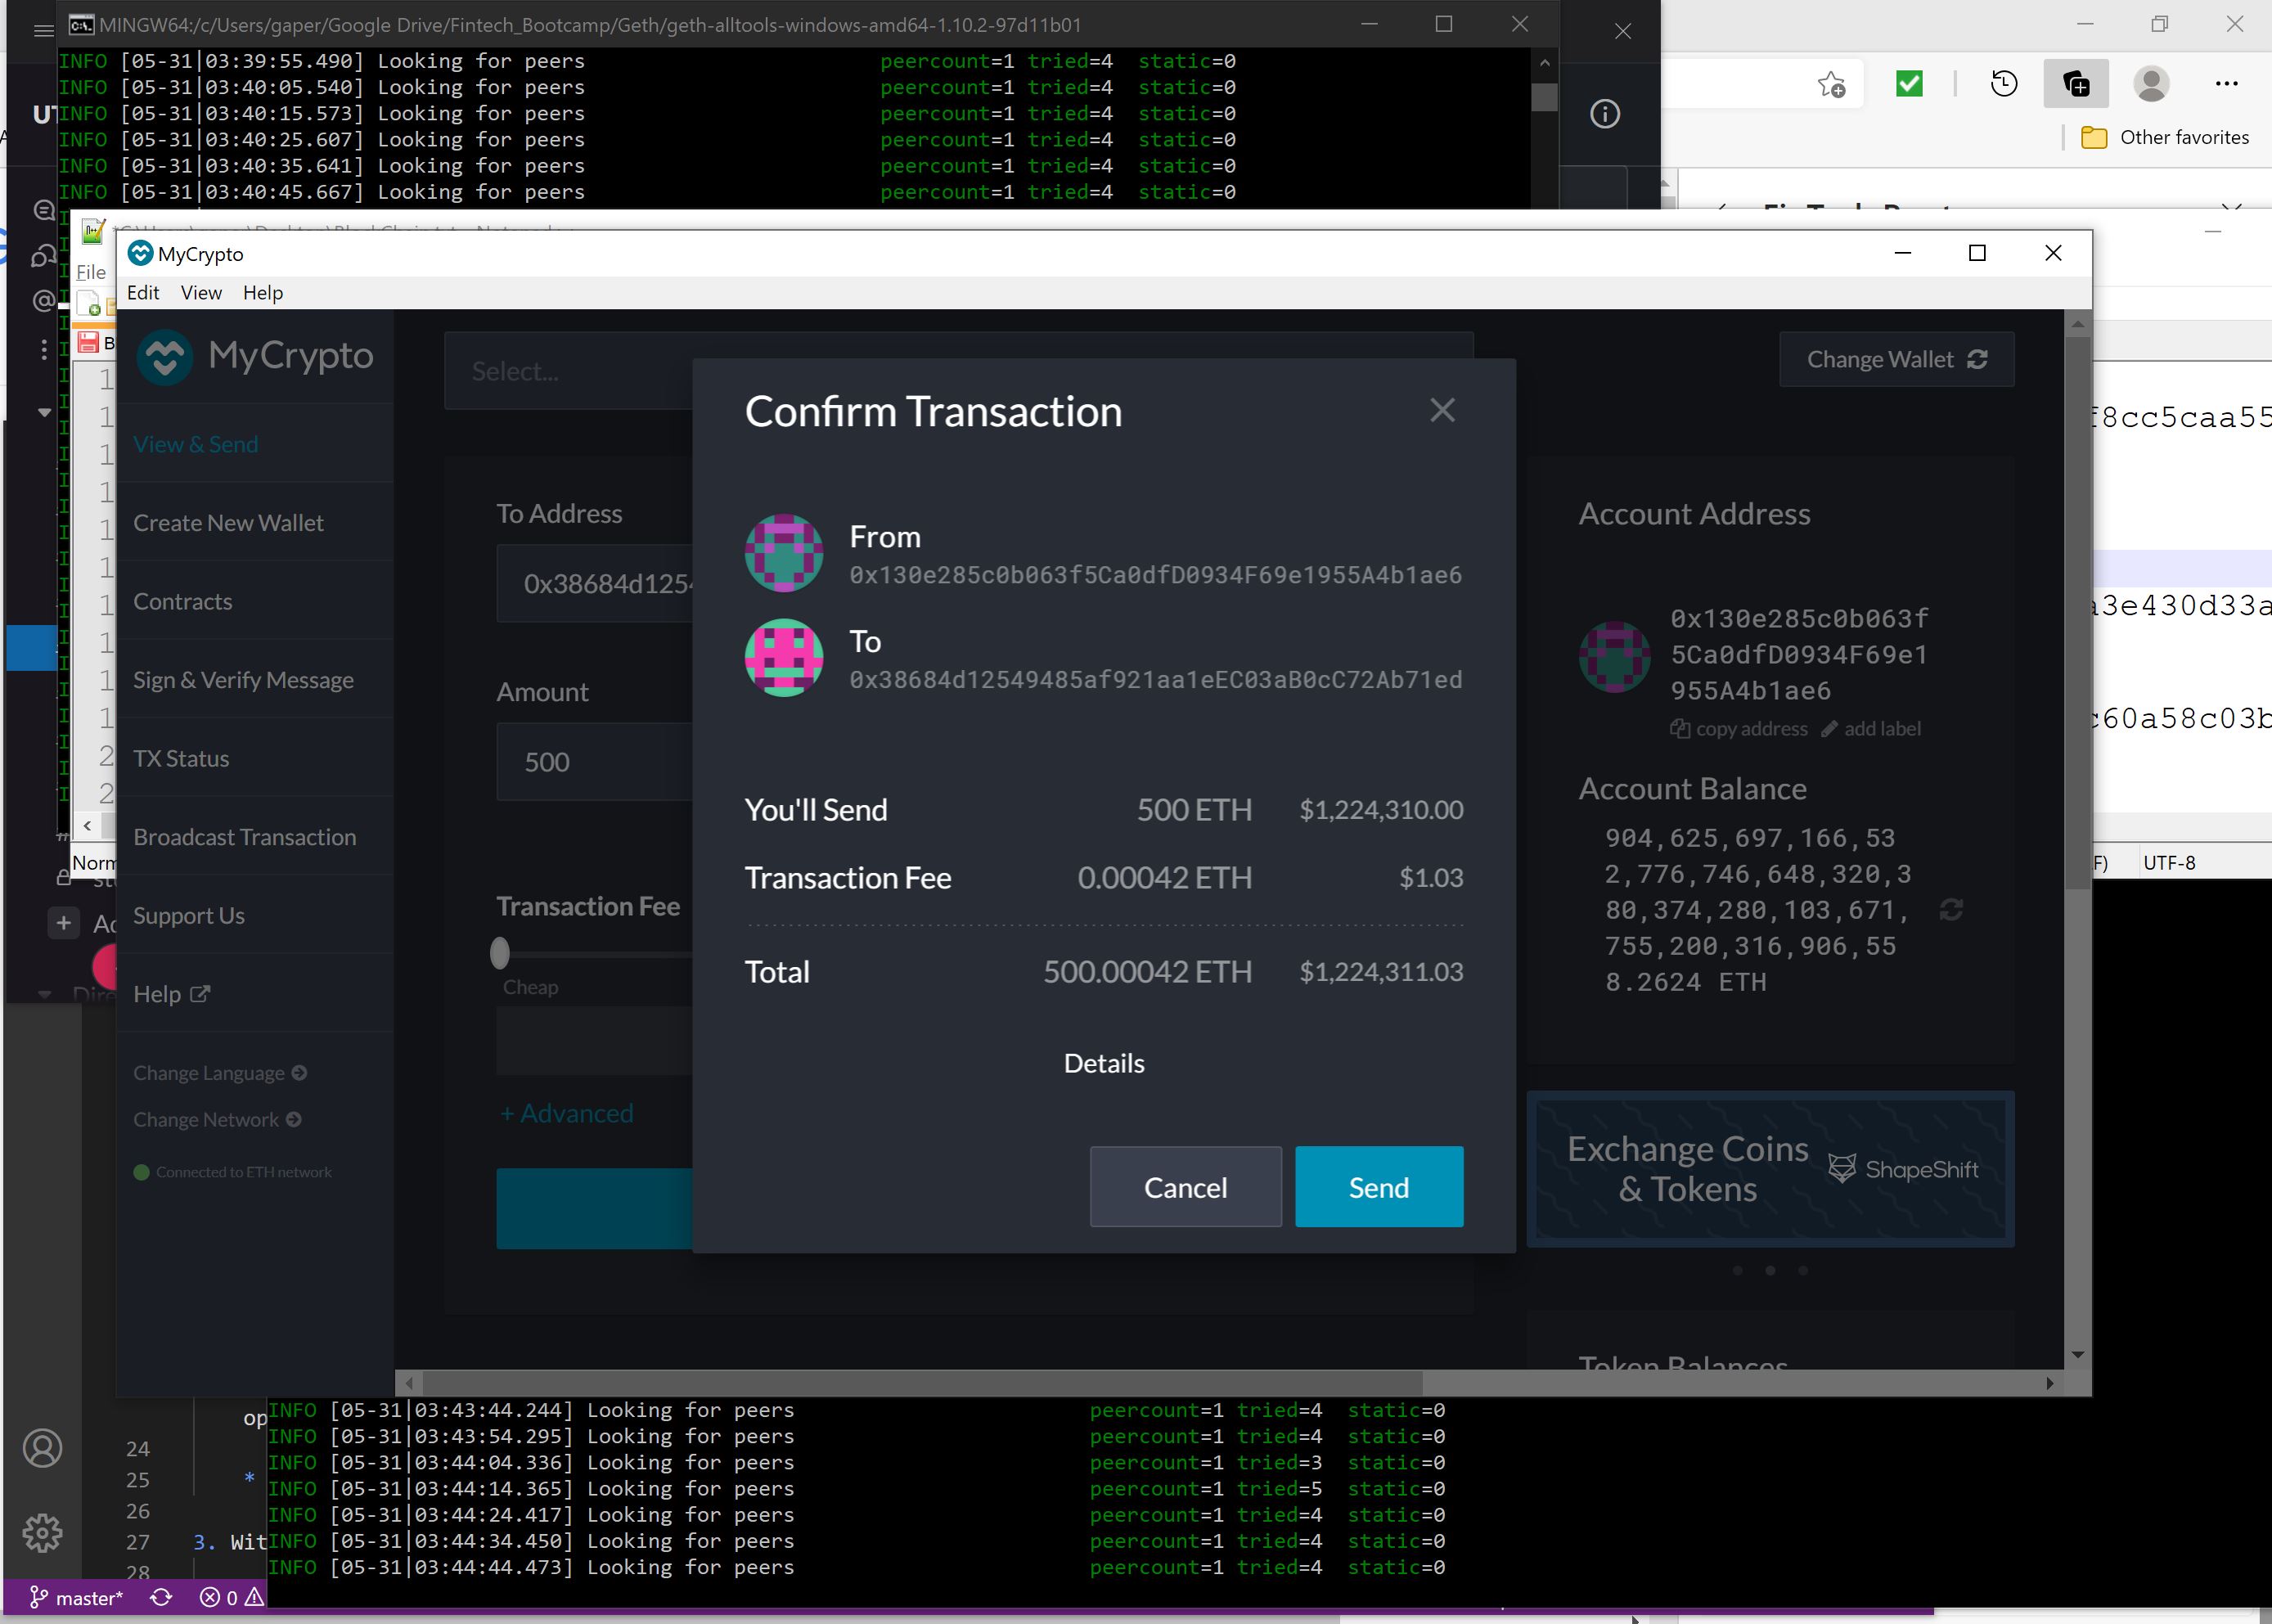 MINGW64:/c/Users/gaper/Google Drive/Fintech_Bootcamp/Geth/geth-alltools-windows-amd64-1.10.2-97d11b01
INFO [05-31|03:39:55.490] Looking for peers peercount=1 tried=4 static=0
INFO [05-31|03:40:05.540] Looking for peers peercount=1 tried=4 static=0
INFO [05-31|03:40:15.573] Looking for peers peercount=1 tried=4 static=0
INFO [05-31|03:40:25.607] Looking for peers peercount=1 tried=4 static=0
INFO [05-31|03:40:35.641] Looking for peers peercount=1 tried=4 static=0
INFO [05-31|03:40:45.667] Looking for peers peercount=1 tried=4 static=0
Other favorites
File
MyCrypto
Edit View Help
MyCrypto
View & Send
Create New Wallet
Contracts
Sign & Verify Message
TX Status
Broadcast Transaction
Support Us
Help
Change Language
Change Network
Connected to ETH network
Select...
Change Wallet
To Address
0x38684d1254
Amount
500
Transaction Fee
Cheap
+ Advanced
Confirm Transaction
From
0x130e285c0b063f5Ca0dfD0934F69e1955A4b1ae6
To
0x38684d12549485af921aa1eEC03aB0cC72Ab71ed
You'll Send 500 ETH $1,224,310.00
Transaction Fee 0.00042 ETH $1.03
Total 500.00042 ETH $1,224,311.03
Details
Cancel Send
Account Address
0x130e285c0b063f
5Ca0dfD0934F69e1
955A4b1ae6
copy address add label
Account Balance
904,625,697,166,53
2,776,746,648,320,3
80,374,280,103,671,
755,200,316,906,55
8.2624 ETH
Exchange Coins
& Tokens
ShapeShift
Token Balances
f8cc5caa55
a3e430d33a
c60a58c03b
F) UTF-8
Norm
INFO [05-31|03:43:44.244] Looking for peers peercount=1 tried=4 static=0
INFO [05-31|03:43:54.295] Looking for peers peercount=1 tried=4 static=0
INFO [05-31|03:44:04.336] Looking for peers peercount=1 tried=3 static=0
INFO [05-31|03:44:14.365] Looking for peers peercount=1 tried=5 static=0
INFO [05-31|03:44:24.417] Looking for peers peercount=1 tried=4 static=0
INFO [05-31|03:44:34.450] Looking for peers peercount=1 tried=4 static=0
INFO [05-31|03:44:44.473] Looking for peers peercount=1 tried=4 static=0
op
24
25 *
26
27 3. Wit
28
master* 0